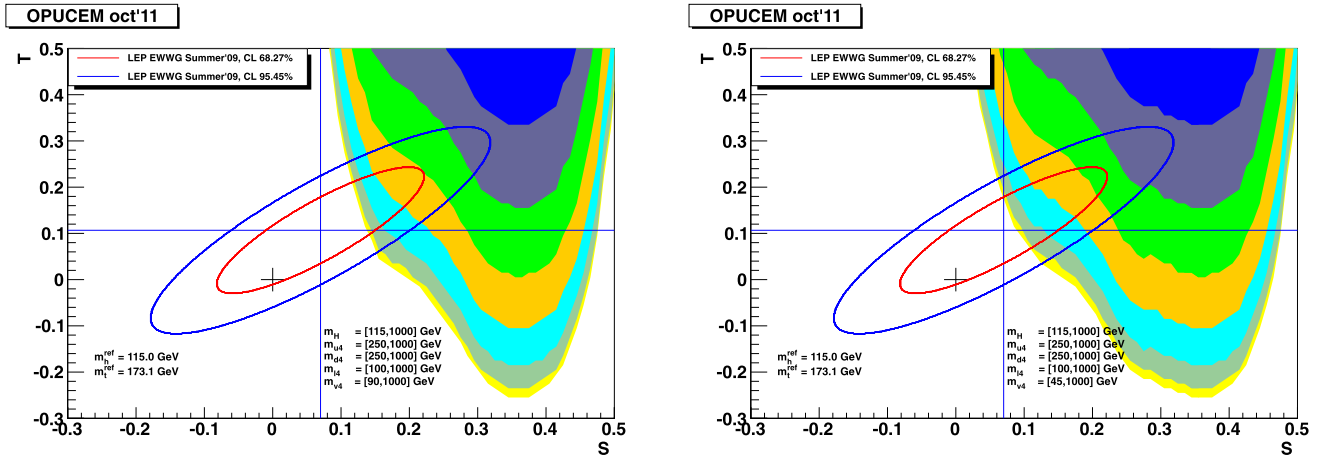 OPUCEM oct'11
LEP EWWG Summer'09, CL 68.27%
LEP EWWG Summer'09, CL 95.45%
T
0.5
0.4
0.3
0.2
0.1
0
-0.1
-0.2
-0.3
m_H = [115,1000] GeV
m_u4 = [250,1000] GeV
m_d4 = [250,1000] GeV
m_l4 = [100,1000] GeV
m_v4 = [90,1000] GeV
m_h^ref = 115.0 GeV
m_t^ref = 173.1 GeV
-0.3 -0.2 -0.1 0 0.1 0.2 0.3 0.4 0.5
S
OPUCEM oct'11
LEP EWWG Summer'09, CL 68.27%
LEP EWWG Summer'09, CL 95.45%
T
0.5
0.4
0.3
0.2
0.1
0
-0.1
-0.2
-0.3
m_H = [115,1000] GeV
m_u4 = [250,1000] GeV
m_d4 = [250,1000] GeV
m_l4 = [100,1000] GeV
m_v4 = [45,1000] GeV
m_h^ref = 115.0 GeV
m_t^ref = 173.1 GeV
-0.3 -0.2 -0.1 0 0.1 0.2 0.3 0.4 0.5
S